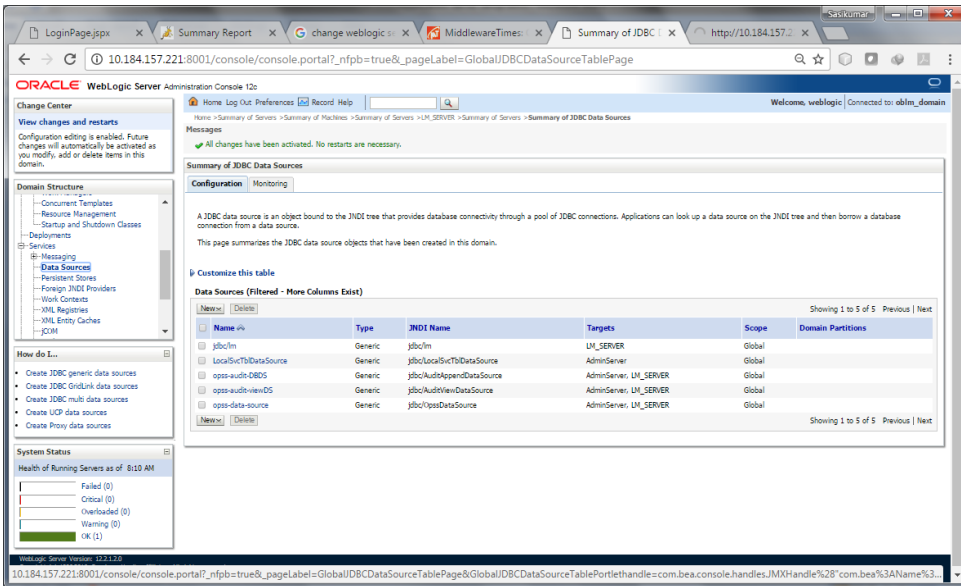 Sasikumar
LoginPage.jspx
Summary Report
change weblogic s
MiddlewareTimes:
Summary of JDBC
http://10.184.157.2
10.184.157.221:8001/console/console.portal?_nfpb=true&_pageLabel=GlobalJDBCDataSourceTablePage
ORACLE WebLogic Server Administration Console 12c
Change Center
View changes and restarts
Configuration editing is enabled. Future
changes will automatically be activated as
you modify, add or delete items in this
domain.
Domain Structure
Concurrent Templates
Resource Management
Startup and Shutdown Classes
Deployments
Services
Messaging
Data Sources
Persistent Stores
Foreign JNDI Providers
Work Contexts
XML Registries
XML Entity Caches
jCOM
How do I...
Create JDBC generic data sources
Create JDBC GridLink data sources
Create JDBC multi data sources
Create UCP data sources
Create Proxy data sources
System Status
Health of Running Servers as of 8:10 AM
Failed (0)
Critical (0)
Overloaded (0)
Warning (0)
OK (1)
Home Log Out Preferences Record Help
Welcome, weblogic Connected to: oblm_domain
Home >Summary of Servers >Summary of Machines >Summary of Servers >LM_SERVER >Summary of Servers >Summary of JDBC Data Sources
Messages
All changes have been activated. No restarts are necessary.
Summary of JDBC Data Sources
Configuration Monitoring
A JDBC data source is an object bound to the JNDI tree that provides database connectivity through a pool of JDBC connections. Applications can look up a data source on the JNDI tree and then borrow a database
connection from a data source.
This page summarizes the JDBC data source objects that have been created in this domain.
Customize this table
Data Sources (Filtered - More Columns Exist)
New Delete Showing 1 to 5 of 5 Previous | Next
Name Type JNDI Name Targets Scope Domain Partitions
jdbc/lm Generic jdbc/lm LM_SERVER Global
LocalSvcTblDataSource Generic jdbc/LocalSvcTblDataSource AdminServer Global
opss-audit-DBDS Generic jdbc/AuditAppendDataSource AdminServer, LM_SERVER Global
opss-audit-viewDS Generic jdbc/AuditViewDataSource AdminServer, LM_SERVER Global
opss-data-source Generic jdbc/OpssDataSource AdminServer, LM_SERVER Global
New Delete Showing 1 to 5 of 5 Previous | Next
WebLogic Server Version: 12.2.1.2.0
10.184.157.221:8001/console/console.portal?_nfpb=true&_pageLabel=GlobalJDBCDataSourceTablePage&GlobalJDBCDataSourceTablePortlethandle=com.bea.console.handles.JMXHandle%28"com.bea%3AName%3...